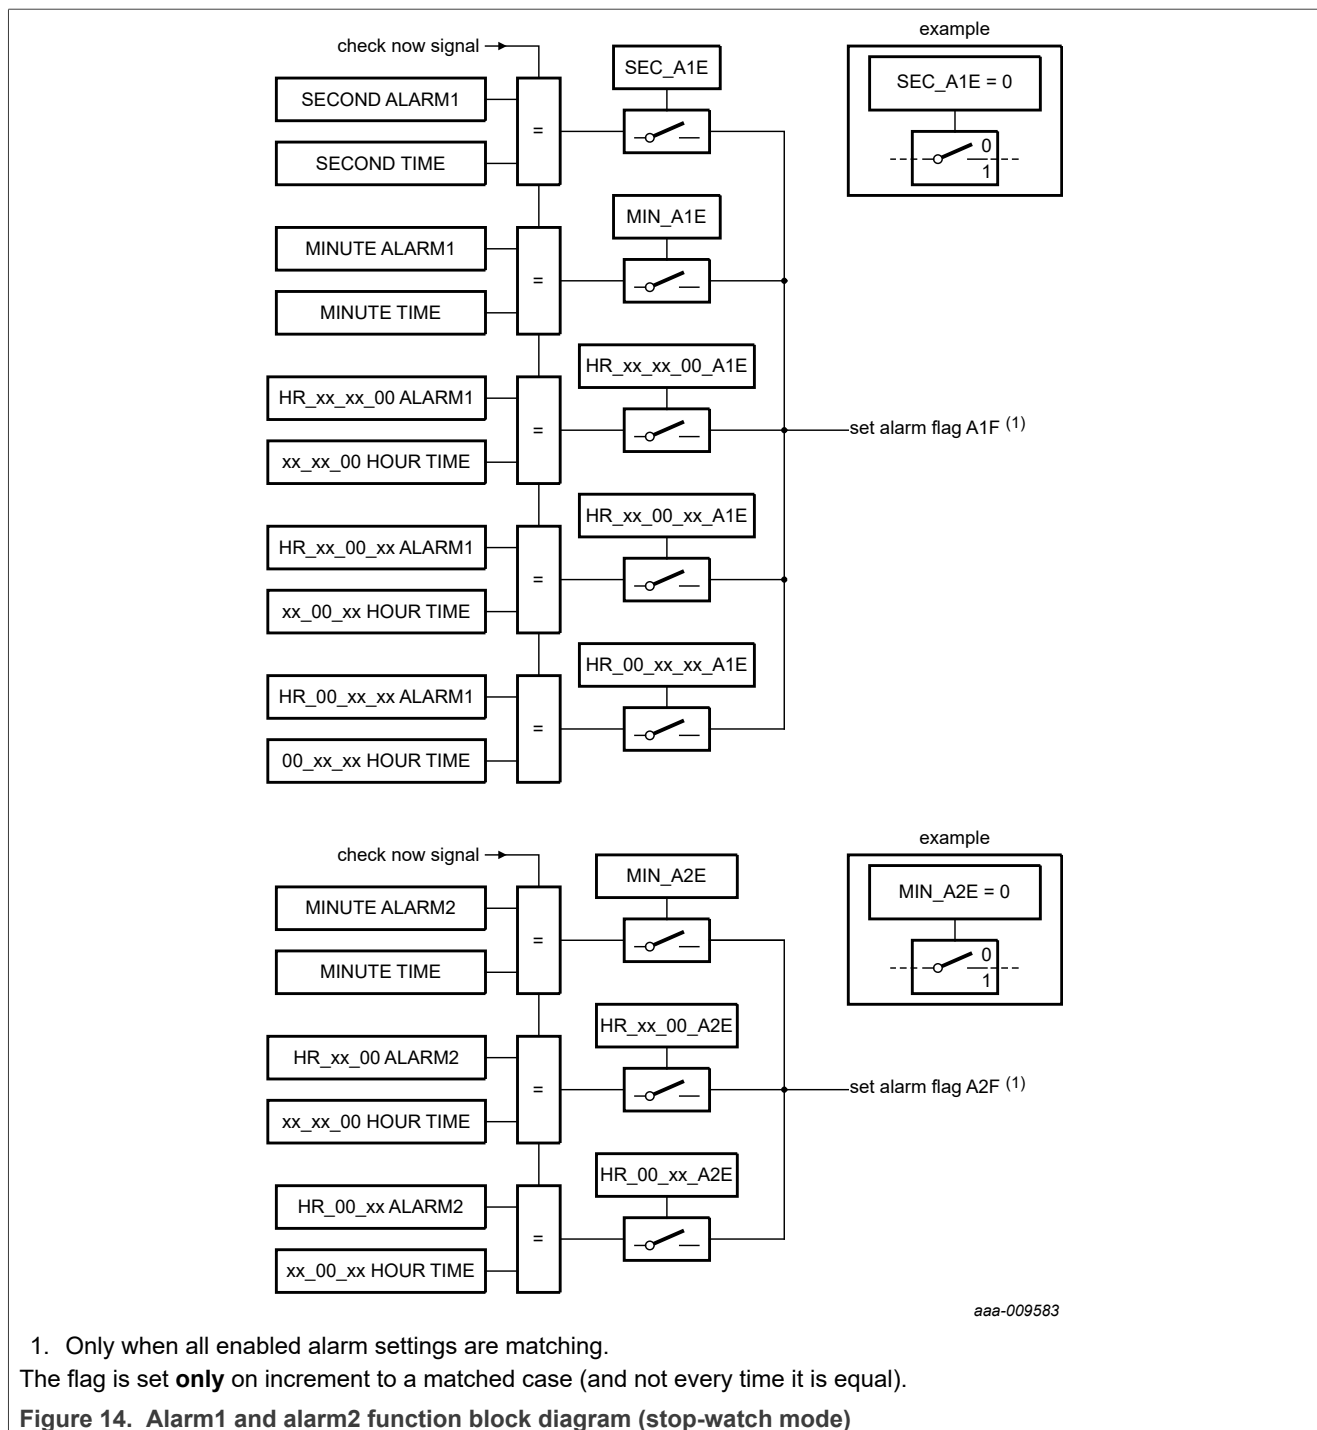 example
check now signal
SEC_A1E
SEC_A1E = 0
SECOND ALARM1
=
0
1
SECOND TIME
MIN_A1E
MINUTE ALARM1
=
MINUTE TIME
HR_xx_xx_00_A1E
HR_xx_xx_00 ALARM1
=
set alarm flag A1F (1)
xx_xx_00 HOUR TIME
HR_xx_00_xx_A1E
HR_xx_00_xx ALARM1
=
xx_00_xx HOUR TIME
HR_00_xx_xx_A1E
HR_00_xx_xx ALARM1
=
00_xx_xx HOUR TIME
example
check now signal
MIN_A2E
MIN_A2E = 0
MINUTE ALARM2
=
0
1
MINUTE TIME
HR_xx_00_A2E
HR_xx_00 ALARM2
=
set alarm flag A2F (1)
xx_xx_00 HOUR TIME
HR_00_xx_A2E
HR_00_xx ALARM2
=
xx_00_xx HOUR TIME
aaa-009583
1. Only when all enabled alarm settings are matching.
The flag is set only on increment to a matched case (and not every time it is equal).
Figure 14. Alarm1 and alarm2 function block diagram (stop-watch mode)